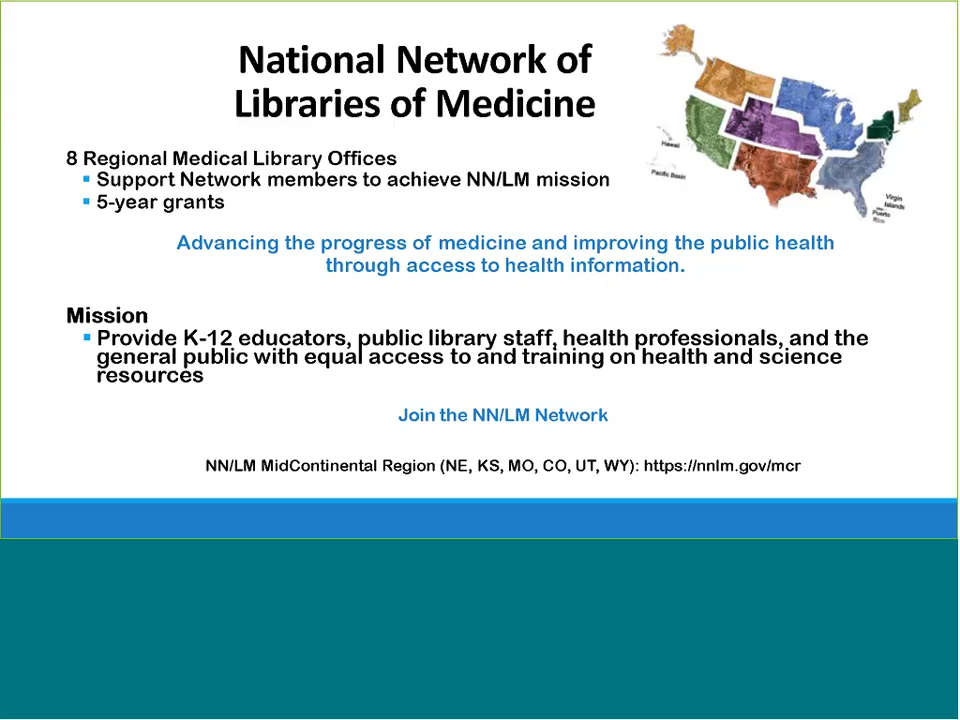 National Network of
Libraries of Medicine
8 Regional Medical Library Offices
▪ Support Network members to achieve NN/LM mission
▪ 5-year grants
Hawaii
Pacific Basin
Virgin
Islands
Puerto
Rico
Advancing the progress of medicine and improving the public health
through access to health information.
Mission
▪ Provide K-12 educators, public library staff, health professionals, and the
general public with equal access to and training on health and science
resources
Join the NN/LM Network
NN/LM MidContinental Region (NE, KS, MO, CO, UT, WY): https://nnlm.gov/mcr